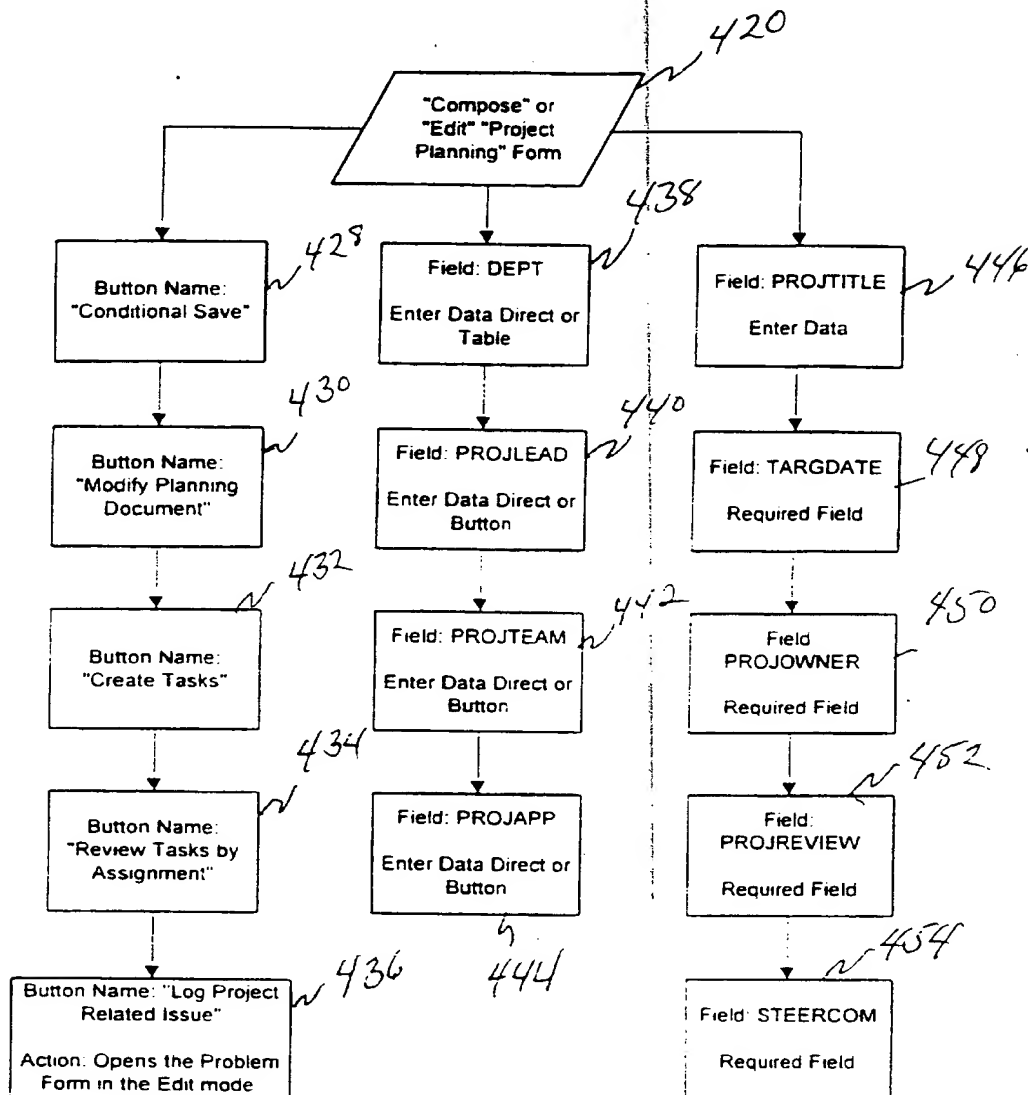 420
"Compose" or
"Edit" "Project
Planning" Form
428
Button Name:
"Conditional Save"
430
Button Name:
"Modify Planning
Document"
432
Button Name:
"Create Tasks"
434
Button Name:
"Review Tasks by
Assignment"
436
Button Name: "Log Project
Related Issue"
Action: Opens the Problem
Form in the Edit mode
438
Field: DEPT
Enter Data Direct or
Table
440
Field: PROJLEAD
Enter Data Direct or
Button
442
Field: PROJTEAM
Enter Data Direct or
Button
Field: PROJAPP
Enter Data Direct or
Button
444
446
Field: PROJTITLE
Enter Data
448
Field: TARGDATE
Required Field
450
Field
PROJOWNER
Required Field
452
Field:
PROJREVIEW
Required Field
454
Field: STEERCOM
Required Field